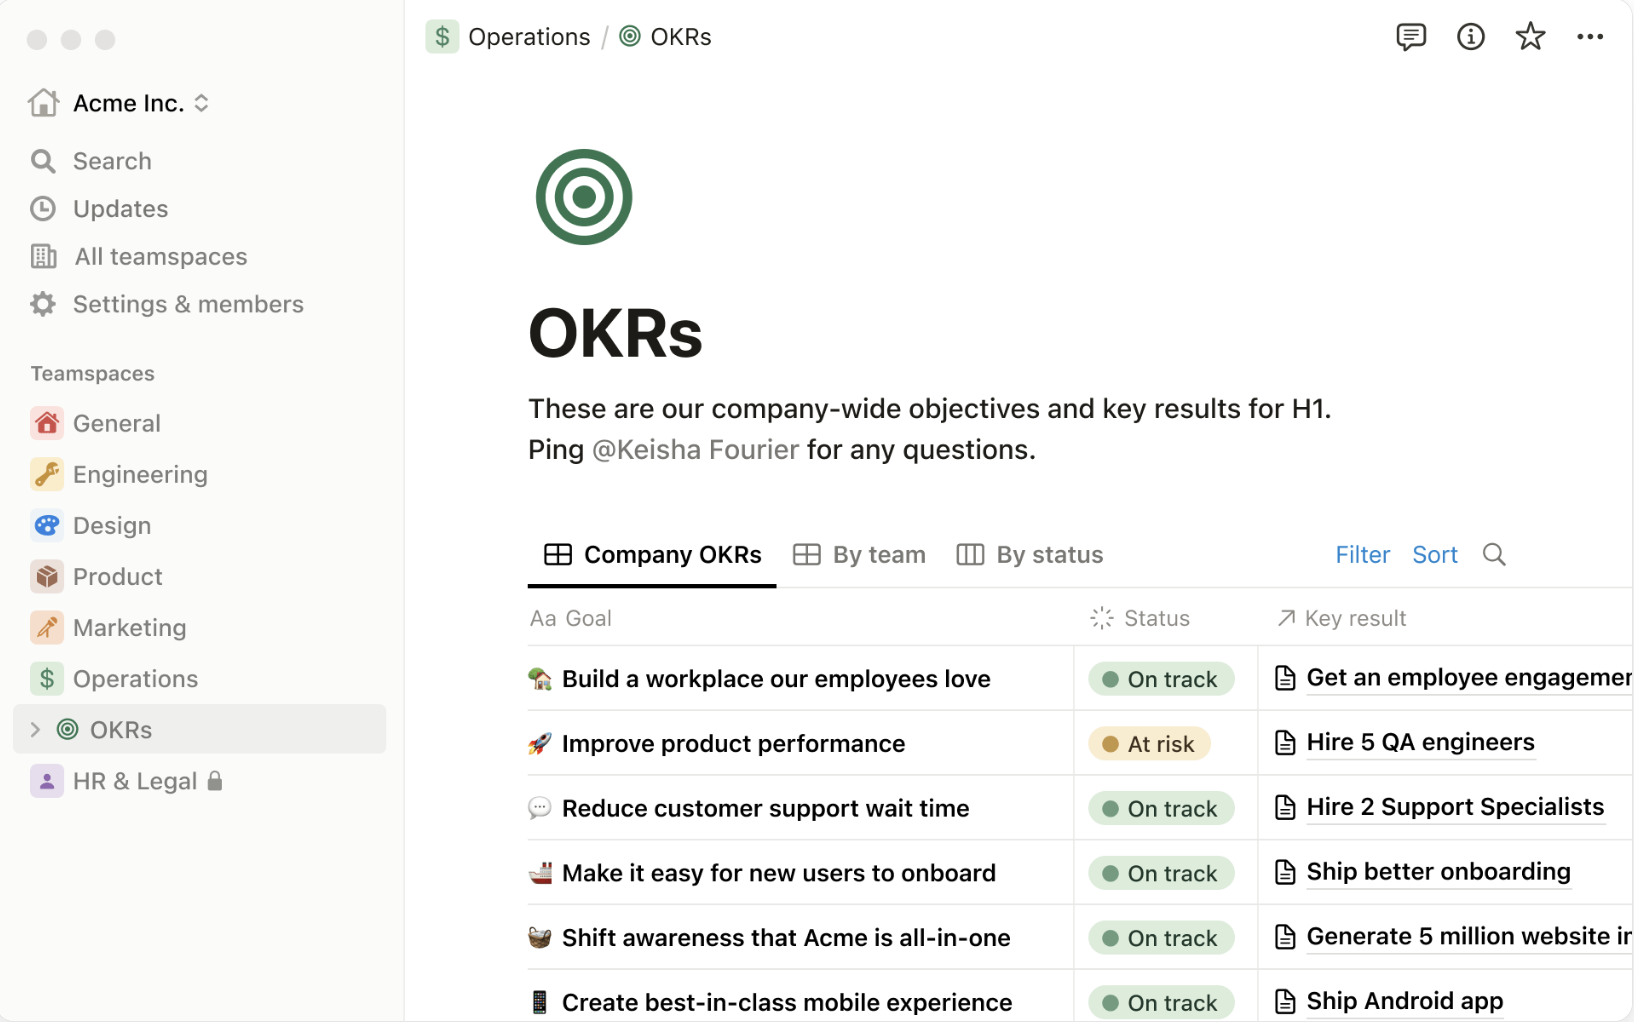 $ Operations / OKRs
Acme Inc.
Search
Updates
All teamspaces
Settings & members
Teamspaces
General
Engineering
Design
Product
Marketing
$ Operations
OKRs
HR & Legal
OKRs
These are our company-wide objectives and key results for H1.
Ping @Keisha Fourier for any questions.
Company OKRs By team By status Filter Sort
Aa Goal Status Key result
Build a workplace our employees love On track Get an employee
Improve product performance At risk Hire 5 QA engineers
Reduce customer support wait time On track Hire 2 Support Specialists
Make it easy for new users to onboard On track Ship better onboarding
Shift awareness that Acme is all-in-one On track Generate 5 million website
Create best-in-class mobile experience On track Ship Android app